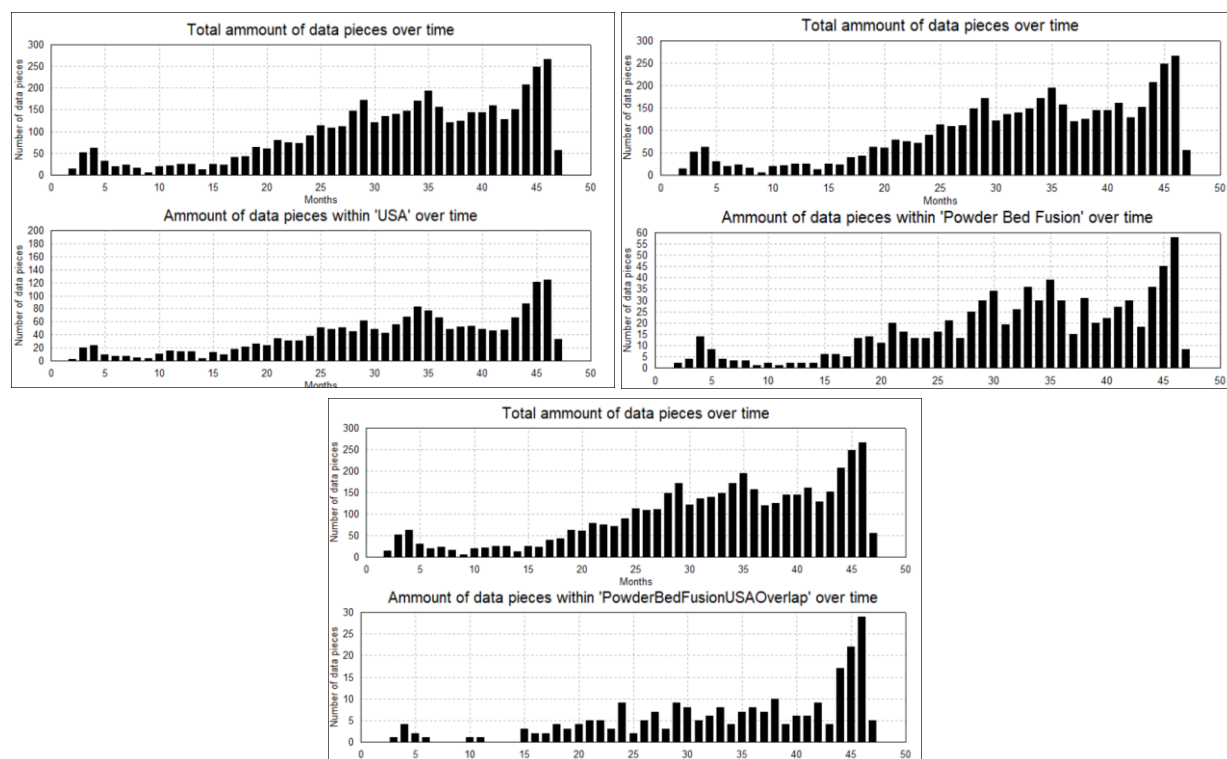 Total ammount of data pieces over time
Number of data pieces
300
250
200
150
100
50
0
0 5 10 15 20 25 30 35 40 45 50
Months
Ammount of data pieces within 'USA' over time
Number of data pieces
200
180
160
140
120
100
80
60
40
20
0
0 5 10 15 20 25 30 35 40 45 50
Months
Total ammount of data pieces over time
Number of data pieces
300
250
200
150
100
50
0
0 5 10 15 20 25 30 35 40 45 50
Months
Ammount of data pieces within 'Powder Bed Fusion' over time
Number of data pieces
60
55
50
45
40
35
30
25
20
15
10
5
0
0 5 10 15 20 25 30 35 40 45 50
Total ammount of data pieces over time
Number of data pieces
300
250
200
150
100
50
0
0 5 10 15 20 25 30 35 40 45 50
Months
Ammount of data pieces within 'PowderBedFusionUSAOverlap' over time
Number of data pieces
30
25
20
15
10
5
0
0 5 10 15 20 25 30 35 40 45 50